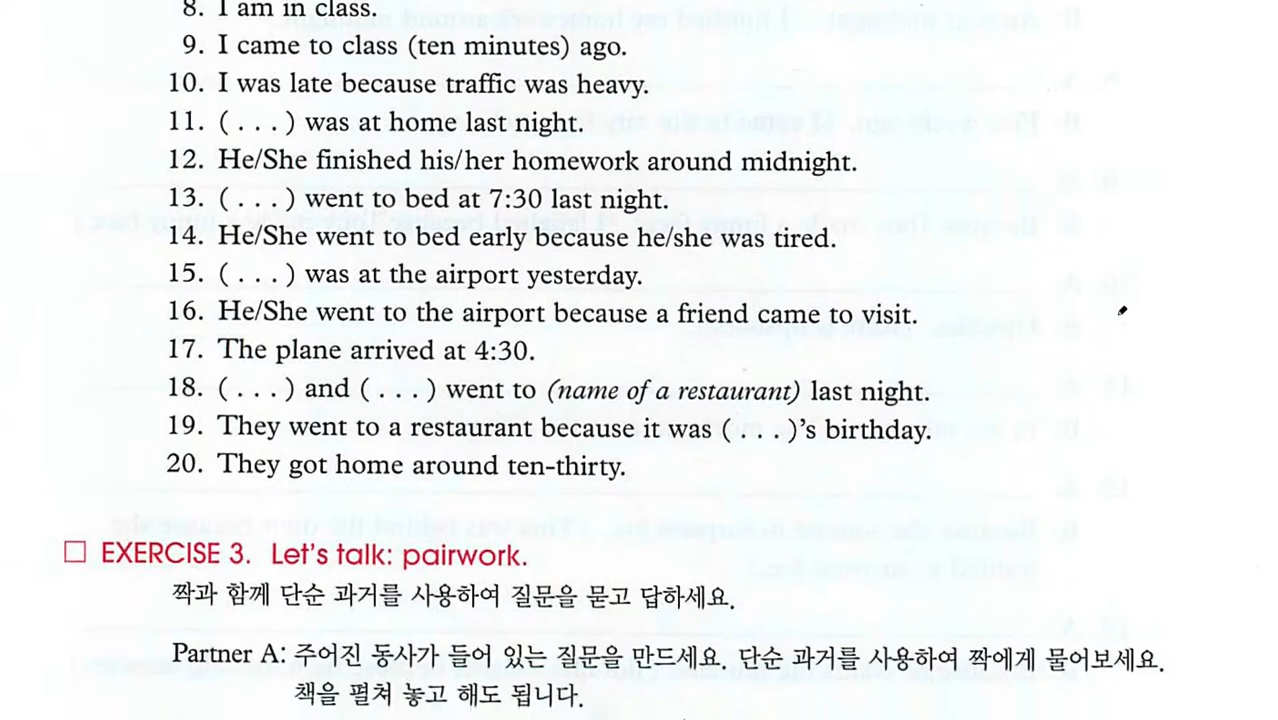 8. I am in class.
9. I came to class (ten minutes) ago.
10. I was late because traffic was heavy.
11. ( . . . ) was at home last night.
12. He/She finished his/her homework around midnight.
13. ( . . . ) went to bed at 7:30 last night.
14. He/She went to bed early because he/she was tired.
15. ( . . . ) was at the airport yesterday.
16. He/She went to the airport because a friend came to visit.
17. The plane arrived at 4:30.
18. ( . . . ) and ( . . . ) went to (name of a restaurant) last night.
19. They went to a restaurant because it was ( . . . )’s birthday.
20. They got home around ten-thirty.
EXERCISE 3. Let’s talk: pairwork.
짝과 함께 단순 과거를 사용하여 질문을 묻고 답하세요.
Partner A: 주어진 동사가 들어 있는 질문을 만드세요. 단순 과거를 사용하여 짝에게 물어보세요.
책을 펼쳐 놓고 해도 됩니다.